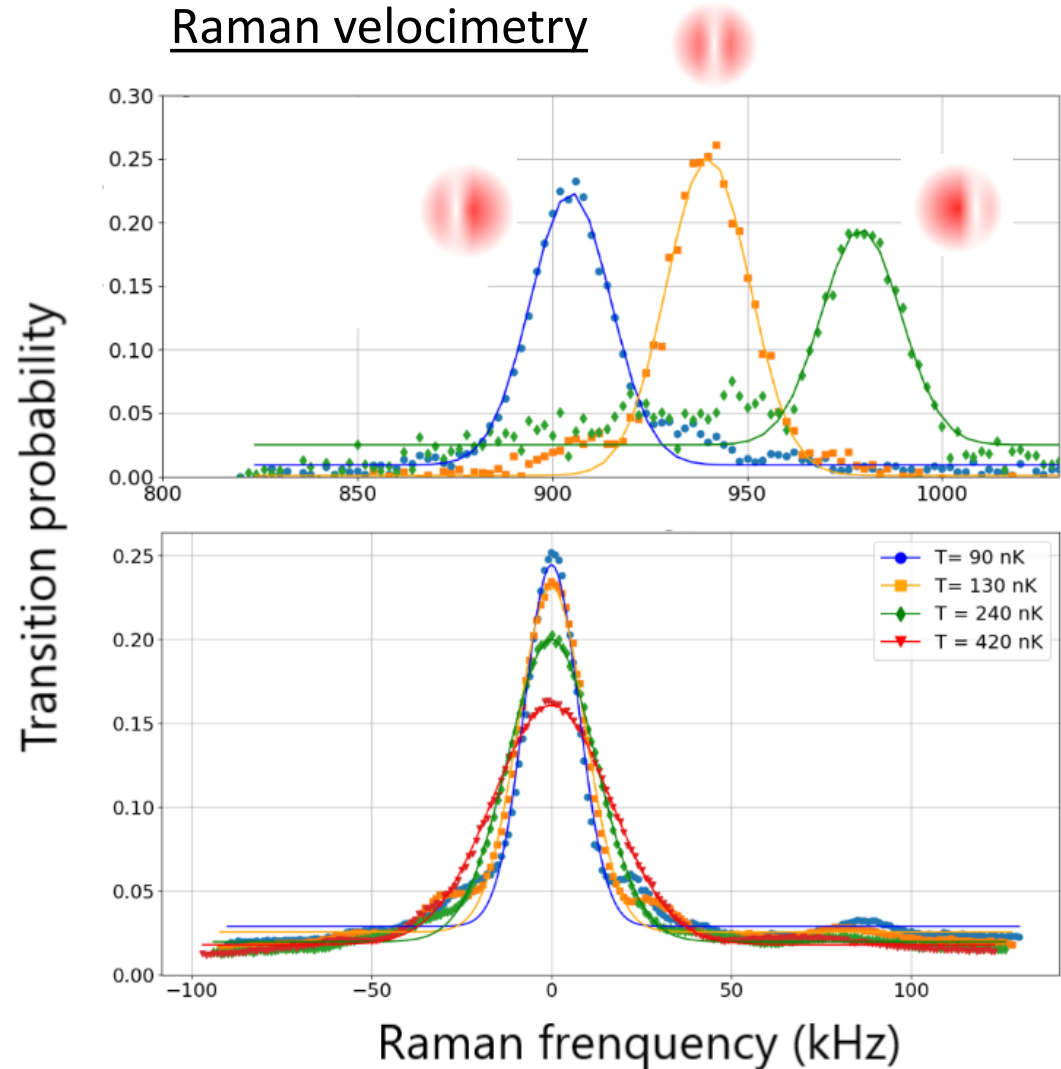 Raman velocimetry
0.30
0.25
0.20
0.15
0.10
0.05
0.00
800 850 900 950 1000
Transition probability
0.25
0.20
0.15
0.10
0.05
0.00
T= 90 nK
T= 130 nK
T = 240 nK
T = 420 nK
−100 −50 0 50 100
Raman frenquency (kHz)